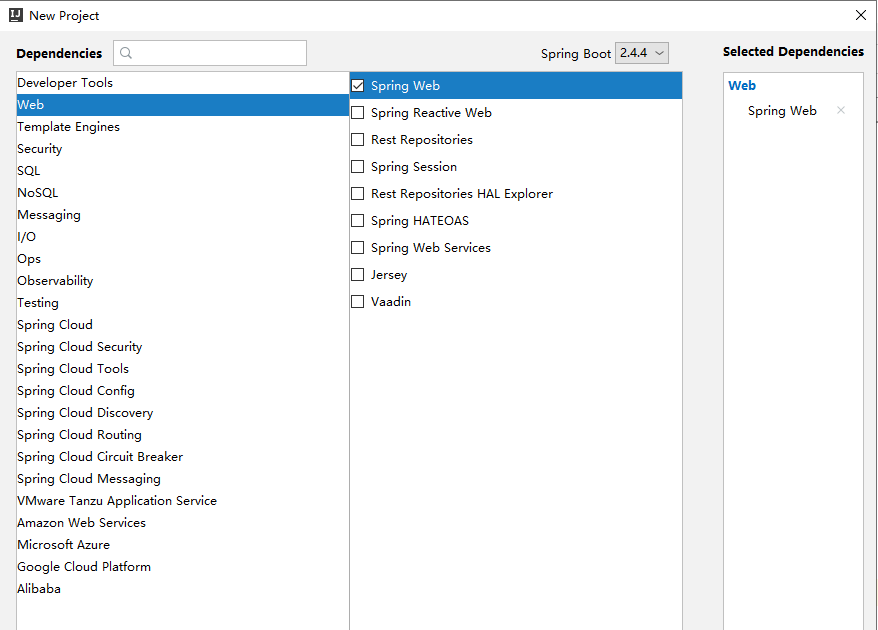 New Project
Dependencies
Spring Boot 2.4.4
Selected Dependencies
Developer Tools
Web
Template Engines
Security
SQL
NoSQL
Messaging
I/O
Ops
Observability
Testing
Spring Cloud
Spring Cloud Security
Spring Cloud Tools
Spring Cloud Config
Spring Cloud Discovery
Spring Cloud Routing
Spring Cloud Circuit Breaker
Spring Cloud Messaging
VMware Tanzu Application Service
Amazon Web Services
Microsoft Azure
Google Cloud Platform
Alibaba
Spring Web
Spring Reactive Web
Rest Repositories
Spring Session
Rest Repositories HAL Explorer
Spring HATEOAS
Spring Web Services
Jersey
Vaadin
Web
Spring Web